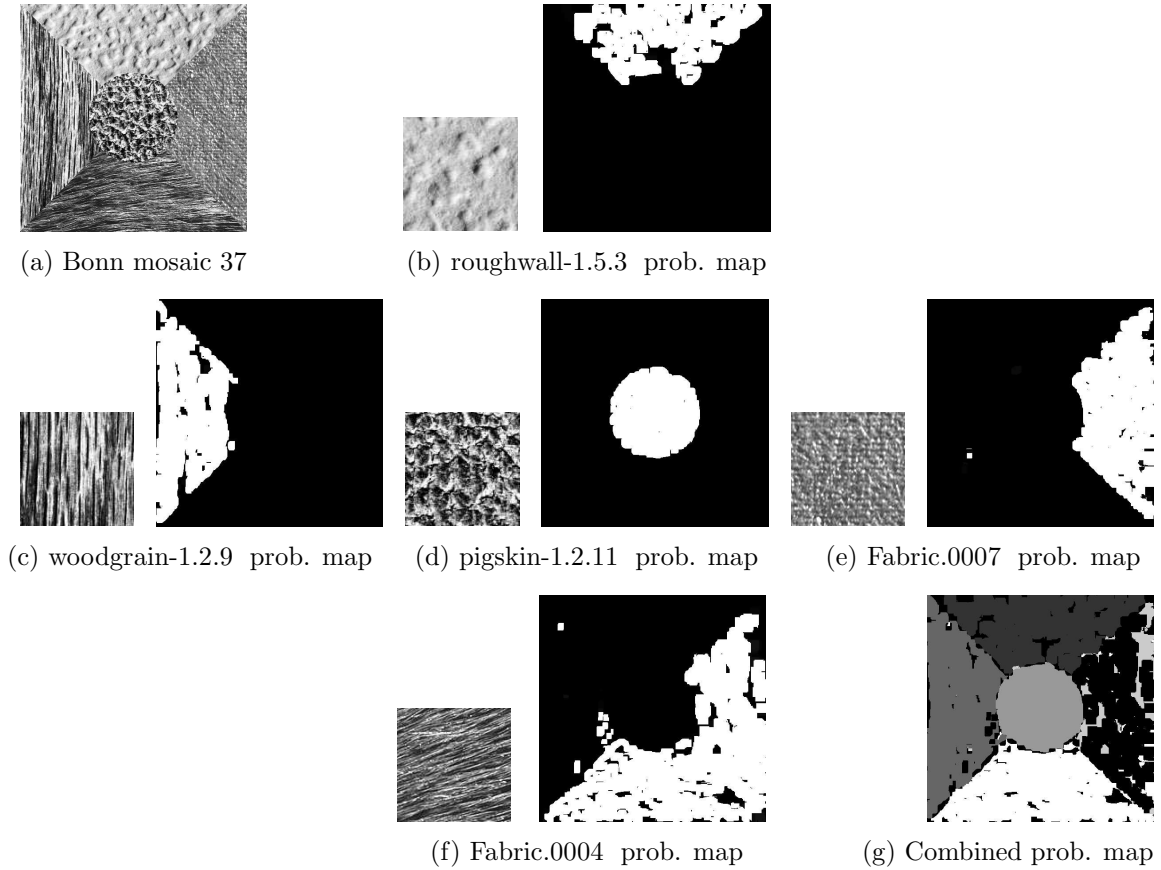 (a) Bonn mosaic 37
(b) roughwall-1.5.3 prob. map
(c) woodgrain-1.2.9 prob. map
(d) pigskin-1.2.11 prob. map
(e) Fabric.0007 prob. map
(f) Fabric.0004 prob. map
(g) Combined prob. map